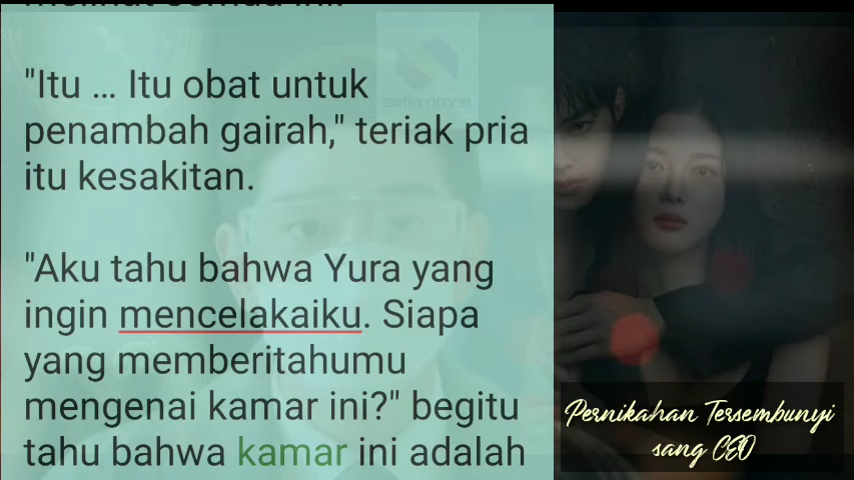 "Itu ... Itu obat untuk
penambah gairah," teriak pria
itu kesakitan.
"Aku tahu bahwa Yura yang
ingin mencelakaiku. Siapa
yang memberitahumu
mengenai kamar ini?" begitu
tahu bahwa kamar ini adalah
Pernikahan Tersembunyi
sang CEO